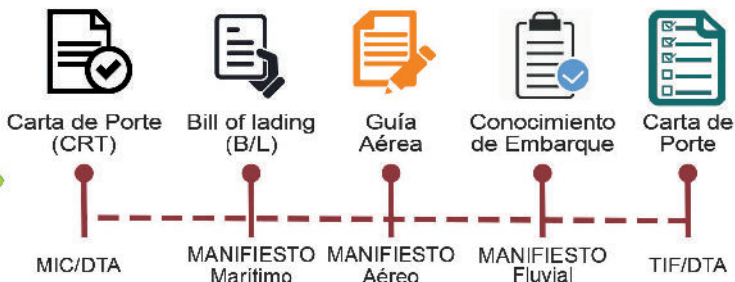 Carta de Porte
(CRT)
Bill of lading
(B/L)
Guía
Aérea
Conocimiento
de Embarque
Carta de
Porte
MIC/DTA
MANIFIESTO
Marítimo
MANIFIESTO
Aéreo
MANIFIESTO
Fluvial
TIF/DTA